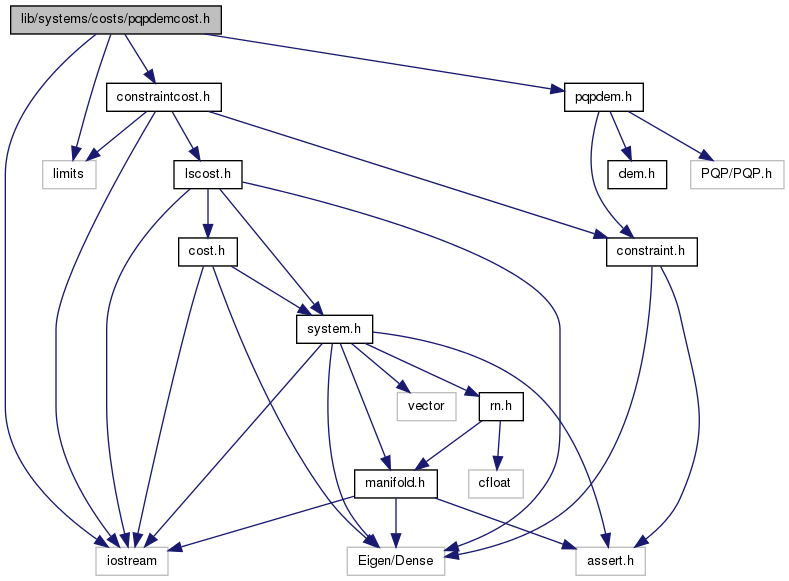 lib/systems/costs/pqpdemcost.h
constraintcost.h
pqpdem.h
limits
lscost.h
dem.h
PQP/PQP.h
cost.h
constraint.h
system.h
vector
rn.h
manifold.h
cfloat
iostream
Eigen/Dense
assert.h